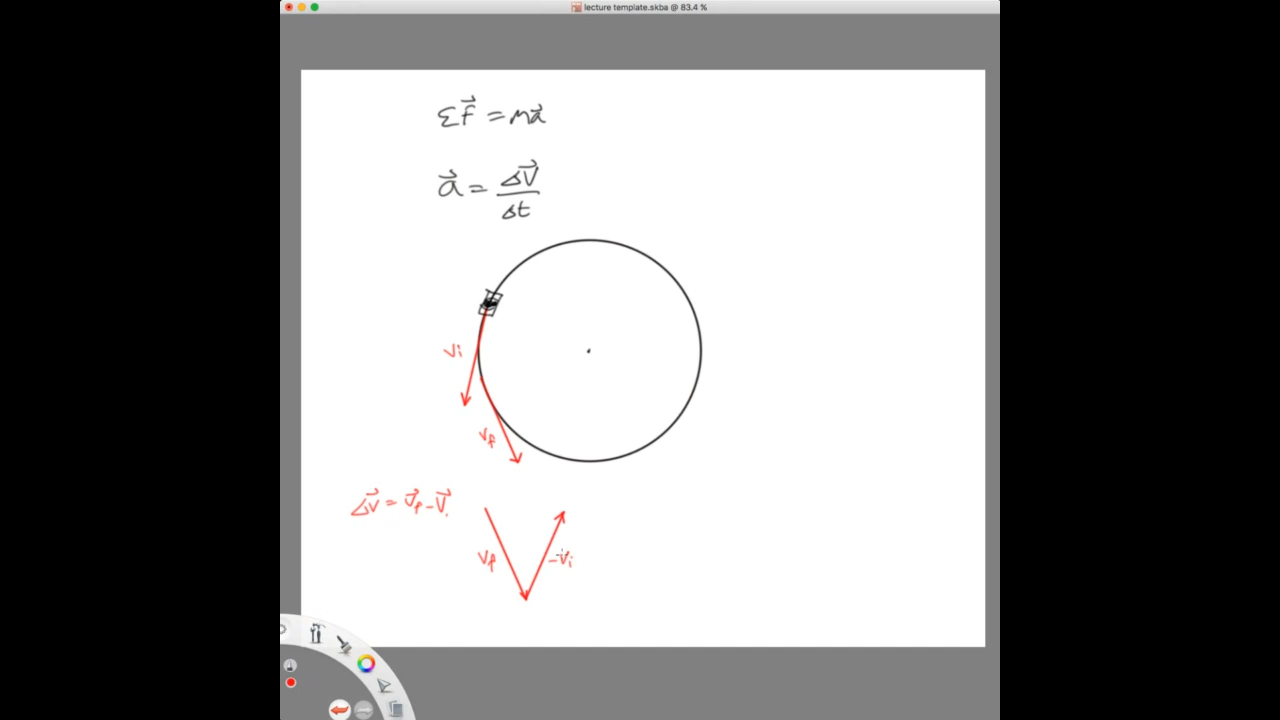 lecture template.skba @ 83.4 %
ΣF⃗ = ma⃗
a⃗ = ΔV⃗/Δt
Vi
Vf
ΔV⃗ = V⃗f - V⃗i
Vf
-Vi